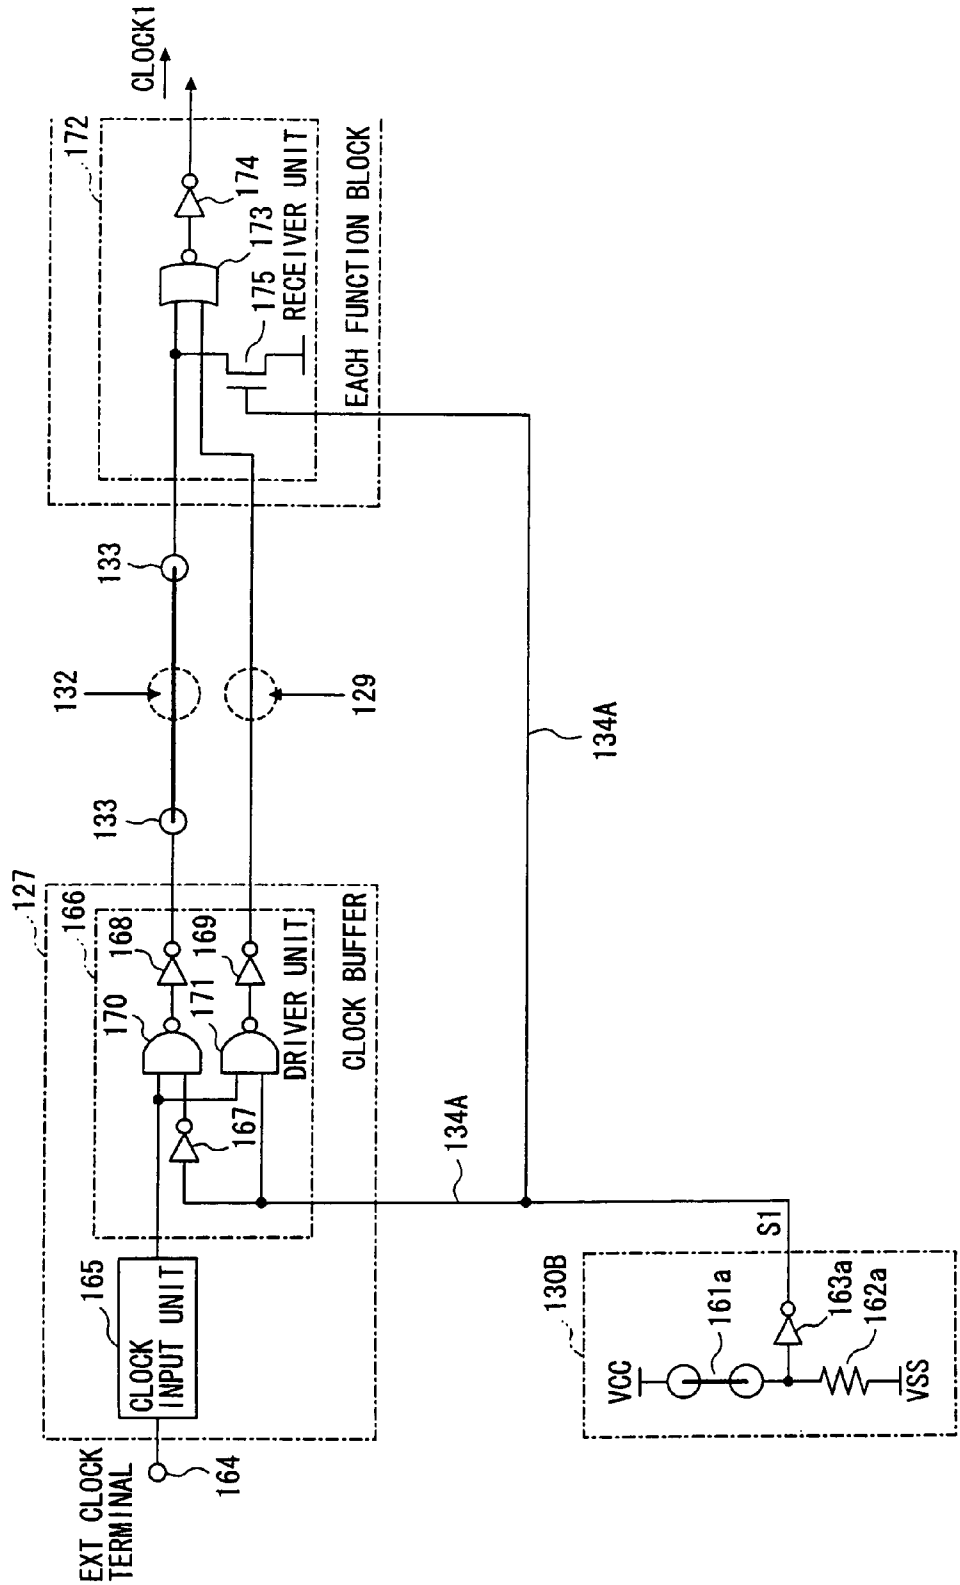 EXT CLOCK
TERMINAL
164
165
CLOCK
INPUT UNIT
127
166
167
170
171
168
169
DRIVER UNIT
CLOCK BUFFER
133
132
129
133
172
173
174
175
RECEIVER UNIT
EACH FUNCTION BLOCK
CLOCK1
134A
134A
130B
VCC
161a
163a
162a
VSS
S1